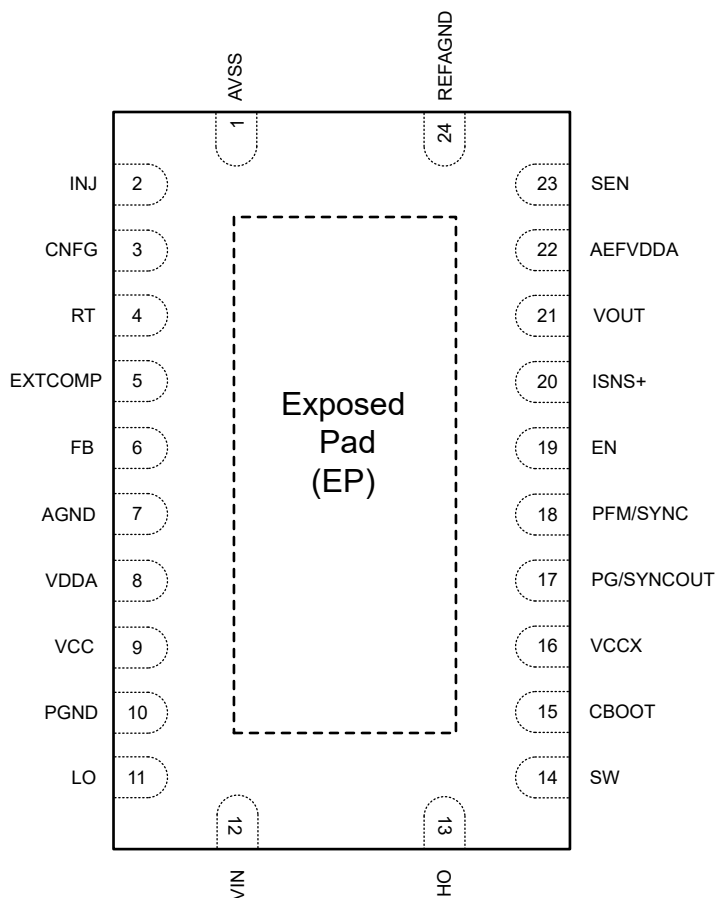 AVSS
REFAGND
1
24
INJ 2
23 SEN
CNFG 3
22 AEFVDDA
RT 4
21 VOUT
EXTCOMP 5
20 ISNS+
FB 6
19 EN
AGND 7
18 PFM/SYNC
VDDA 8
17 PG/SYNCOUT
VCC 9
16 VCCX
PGND 10
15 CBOOT
LO 11
14 SW
Exposed
Pad
(EP)
12
13
VIN
HO